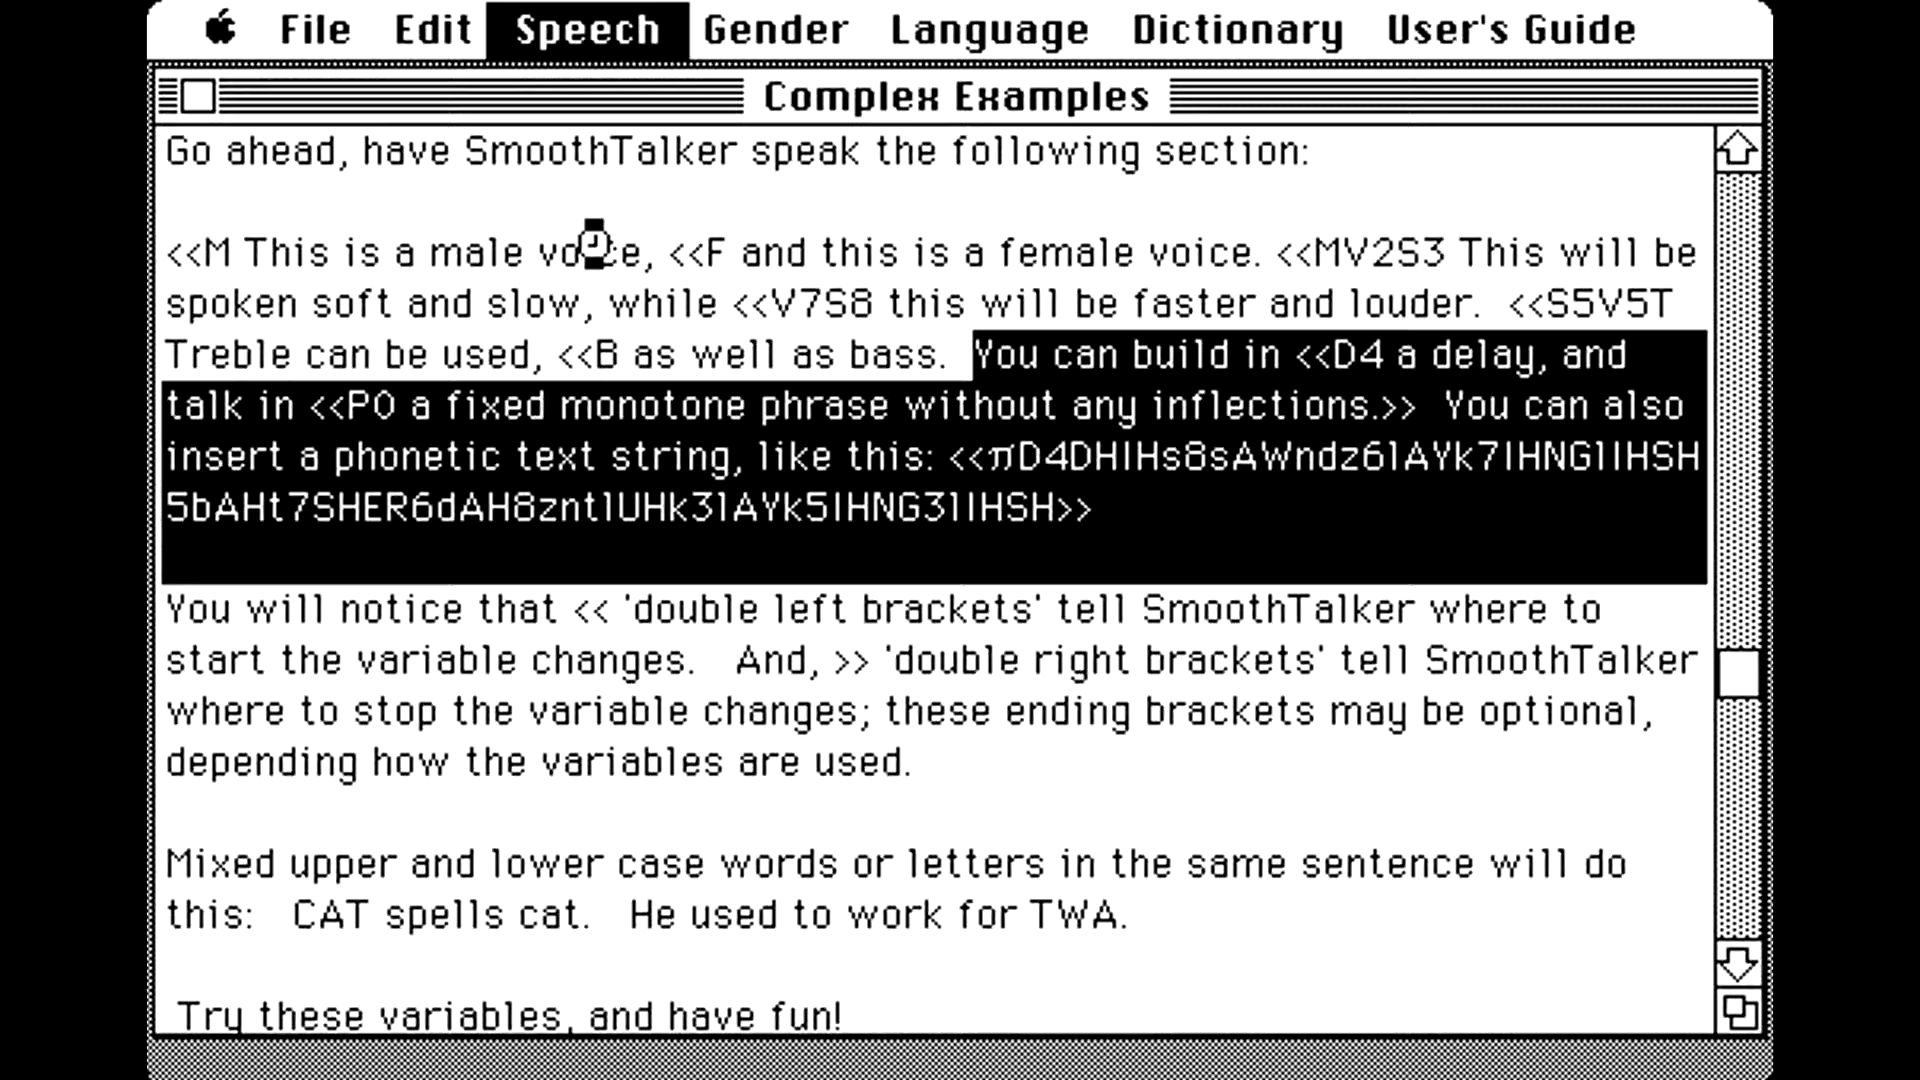 File Edit Speech Gender Language Dictionary User's Guide
Complex Examples
Go ahead, have SmoothTalker speak the following section:
<<M This is a male voice, <<F and this is a female voice. <<MV2S3 This will be
spoken soft and slow, while <<V7S8 this will be faster and louder. <<S5V5T
Treble can be used, <<B as well as bass. You can build in <<D4 a delay, and
talk in <<P0 a fixed monotone phrase without any inflections.>> You can also
insert a phonetic text string, like this: <<πD4DHIHs8sAWndz6lAYk7IHNGlIHSH
5bAHt7SHER6dAH8zntlUHk3lAYk5IHNG3lIHSH>>
You will notice that << 'double left brackets' tell SmoothTalker where to
start the variable changes. And, >> 'double right brackets' tell SmoothTalker
where to stop the variable changes; these ending brackets may be optional,
depending how the variables are used.
Mixed upper and lower case words or letters in the same sentence will do
this: CAT spells cat. He used to work for TWA.
Try these variables, and have fun!